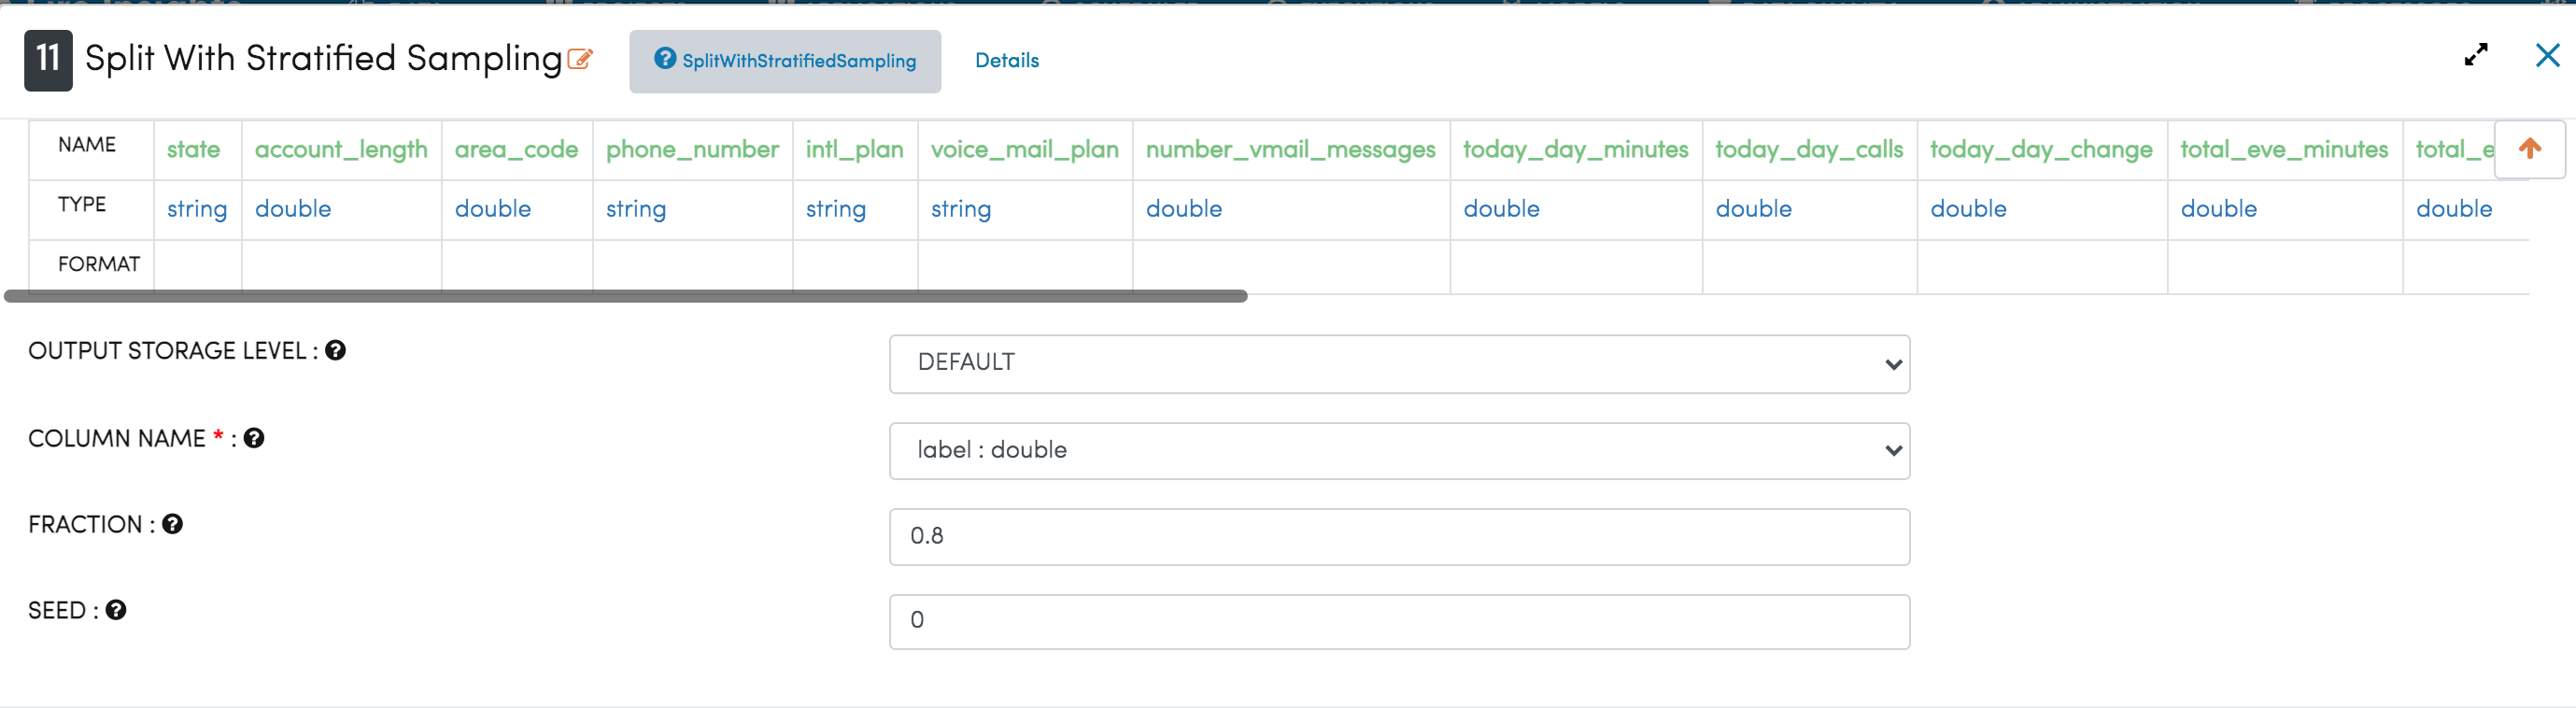 11 Split With Stratified Sampling SplitWithStratifiedSampling Details
NAME state account_length area_code phone_number intl_plan voice_mail_plan number_vmail_messages today_day_minutes today_day_calls today_day_change total_eve_minutes total_e
TYPE string double double string string string double double double double double double
FORMAT
OUTPUT STORAGE LEVEL : DEFAULT
COLUMN NAME * : label : double
FRACTION : 0.8
SEED : 0